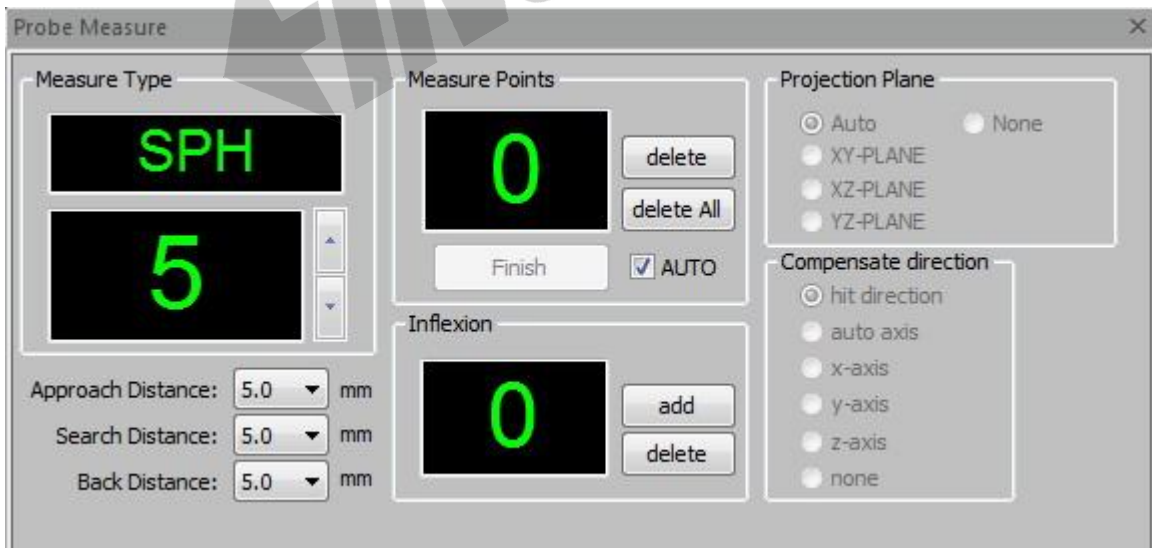 Probe Measure
Measure Type
SPH
5
Approach Distance: 5.0 mm
Search Distance: 5.0 mm
Back Distance: 5.0 mm
Measure Points
0
delete
delete All
Finish
AUTO
Inflexion
0
add
delete
Projection Plane
Auto None
XY-PLANE
XZ-PLANE
YZ-PLANE
Compensate direction
hit direction
auto axis
x-axis
y-axis
z-axis
none